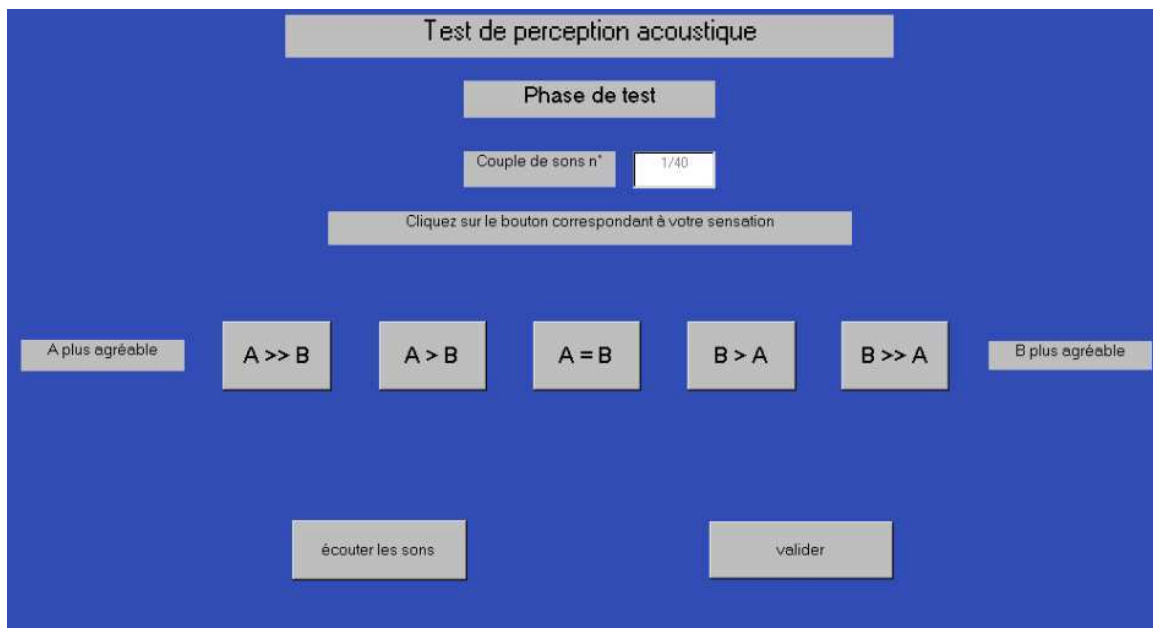 Test de perception acoustique
Phase de test
Couple de sons n°
1/40
Cliquez sur le bouton correspondant à votre sensation
A plus agréable
A >> B
A > B
A = B
B > A
B >> A
B plus agréable
écouter les sons
valider